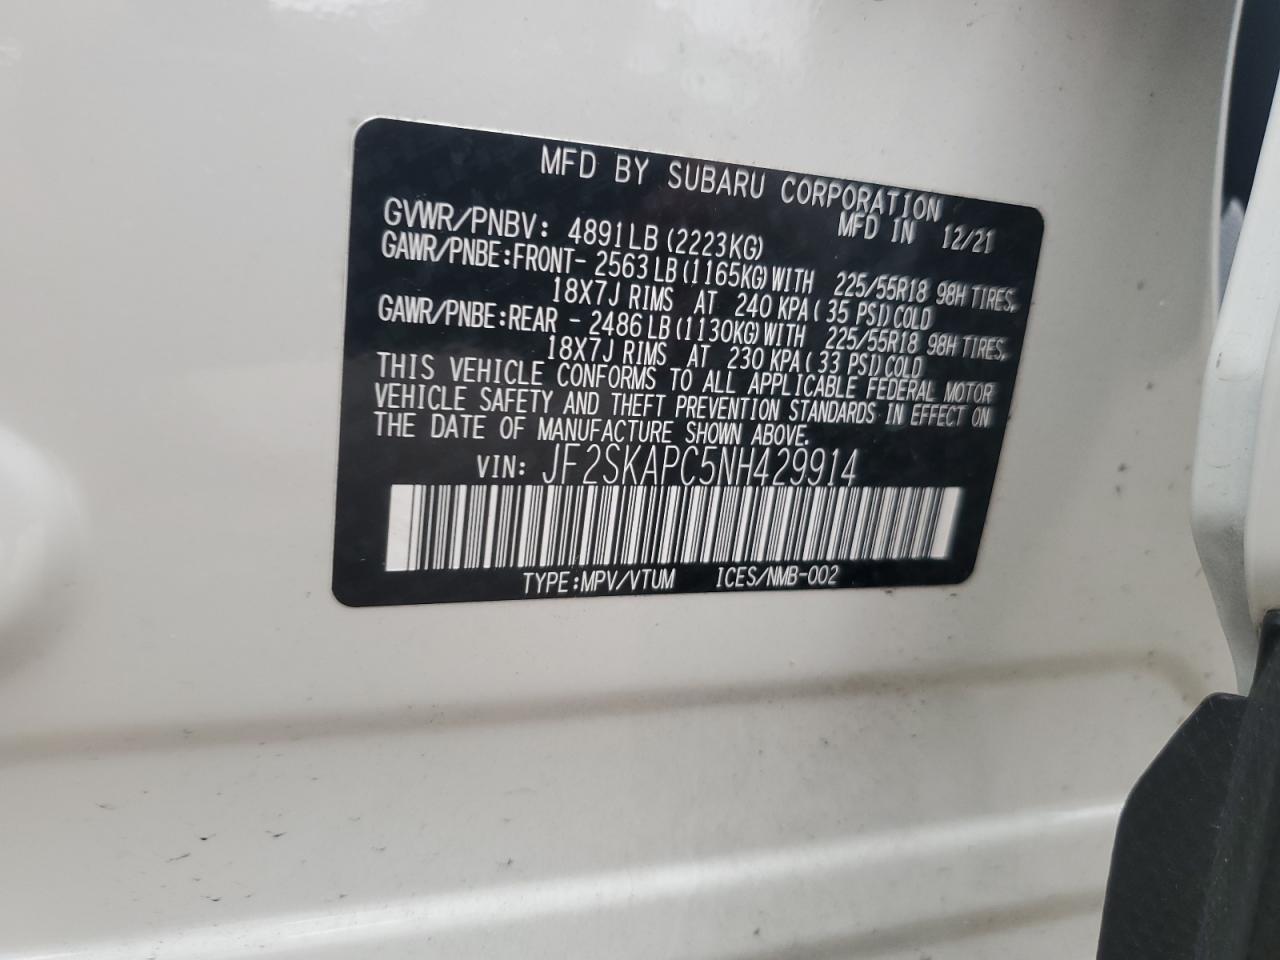 MFD BY SUBARU CORPORATION
MFD IN 12/21
GVWR/PNBV: 4891LB(2223KG)
GAWR/PNBE:FRONT- 2563LB(1165KG)WITH 225/55R18 98H TIRES,
18X7J RIMS AT 240 KPA( 35 PSI)COLD
GAWR/PNBE:REAR - 2486LB(1130KG)WITH 225/55R18 98H TIRES,
18X7J RIMS AT 230 KPA( 33 PSI)COLD
THIS VEHICLE CONFORMS TO ALL APPLICABLE FEDERAL MOTOR
VEHICLE SAFETY AND THEFT PREVENTION STANDARDS IN EFFECT ON
THE DATE OF MANUFACTURE SHOWN ABOVE.
VIN: JF2SKAPC5NH429914
TYPE:MPV/VTUM ICES/NMB-002